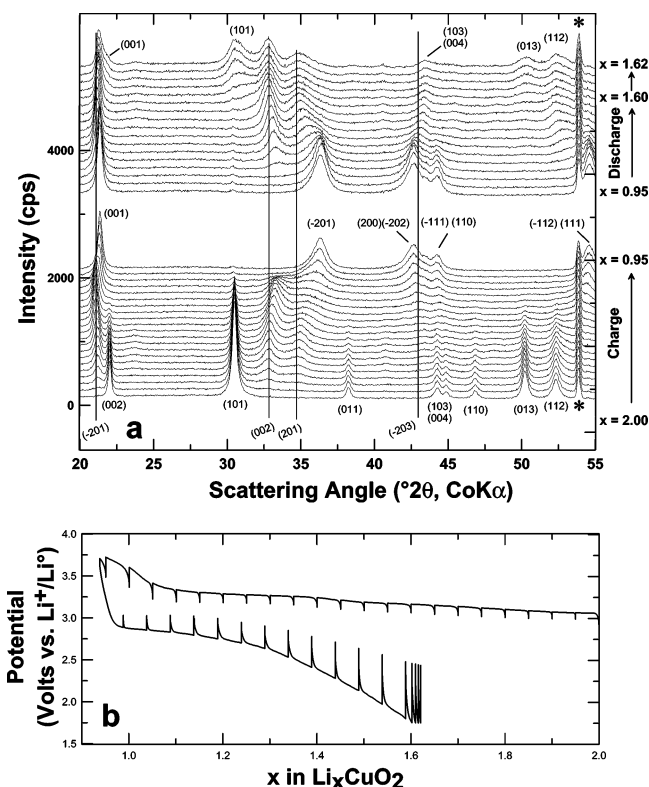 (001)
(101)
(103)
(004)
(013)
(112)
*
x = 1.62
x = 1.60
x = 0.95
Discharge
4000
2000
0
Intensity (cps)
(001)
(-201)
(200)(-202)
(-111) (110)
(-112) (111)
x = 0.95
Charge
x = 2.00
(-201)
(002)
a
(101)
(002)
(201)
(011)
(-203)
(103)
(004)
(110)
(013)
(112)
*
20 25 30 35 40 45 50 55
Scattering Angle (°2θ, CoKα)
4.0
3.5
3.0
2.5
2.0
1.5
Potential
(Volts vs. Li+/Li°)
b
1.0 1.2 1.4 1.6 1.8 2.0
x in LiXCuO2